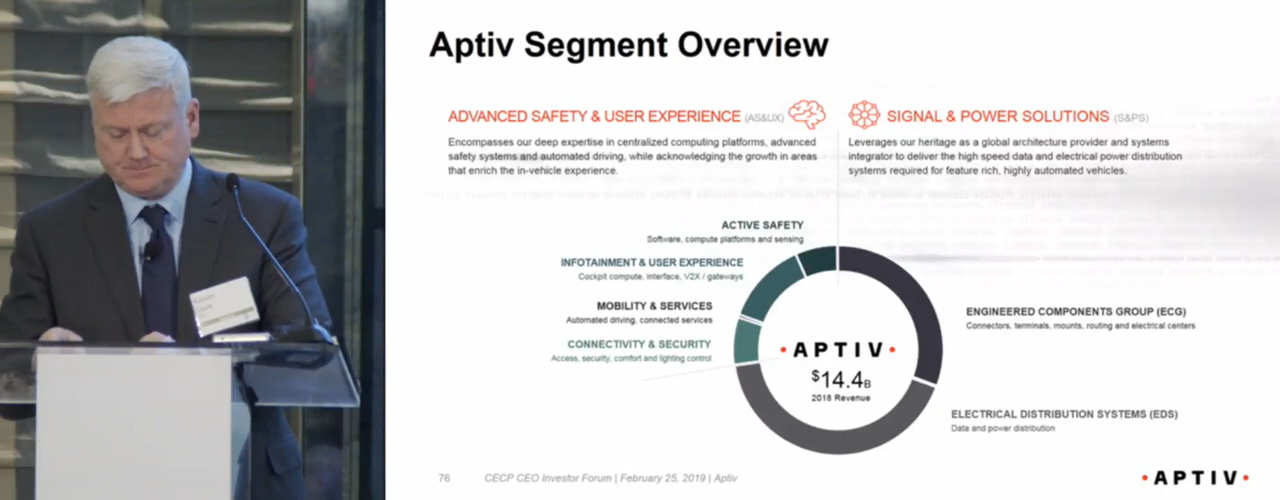 Aptiv Segment Overview
ADVANCED SAFETY & USER EXPERIENCE (AS&UX)
Encompasses our deep expertise in centralized computing platforms, advanced
safety systems and automated driving, while acknowledging the growth in areas
that enrich the in-vehicle experience.
SIGNAL & POWER SOLUTIONS (S&PS)
Leverages our heritage as a global architecture provider and systems
integrator to deliver the high speed data and electrical power distribution
systems required for feature rich, highly automated vehicles.
ACTIVE SAFETY
Software, compute platforms and sensing
INFOTAINMENT & USER EXPERIENCE
Cockpit compute, interface, V2X / gateways
MOBILITY & SERVICES
Automated driving, connected services
CONNECTIVITY & SECURITY
Access, security, comfort and lighting control
• APTIV •
$14.4B
2018 Revenue
ENGINEERED COMPONENTS GROUP (ECG)
Connectors, terminals, mounts, routing and electrical centers
ELECTRICAL DISTRIBUTION SYSTEMS (EDS)
Data and power distribution
76
CECP CEO Investor Forum | February 25, 2019 | Aptiv
• APTIV •